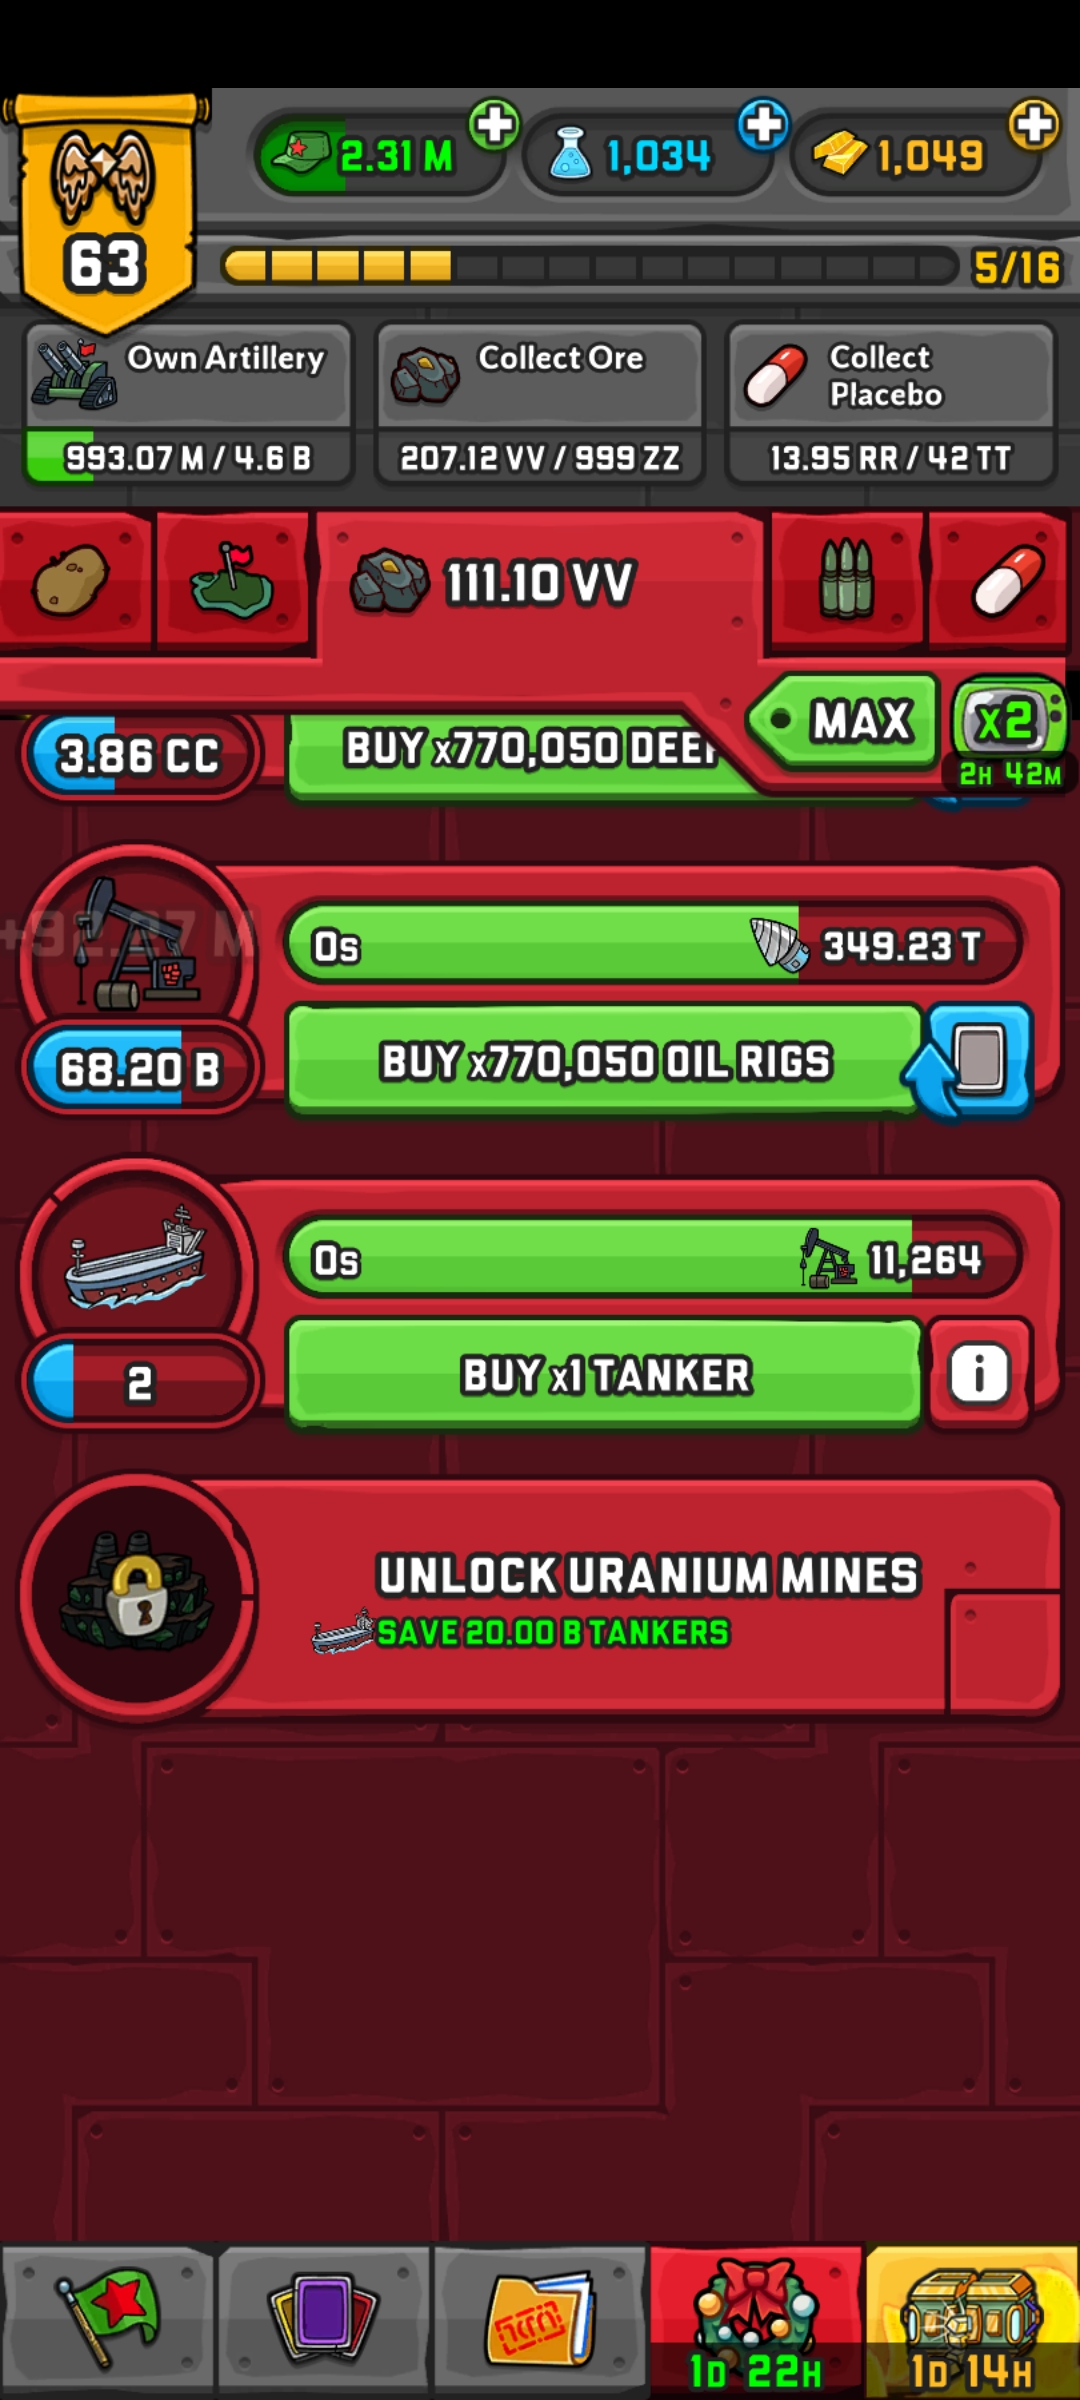 2.31 M
1,034
1,049
63
5/16
Own Artillery
993.07 M / 4.6 B
Collect Ore
207.12 VV / 999 ZZ
Collect
Placebo
13.95 RR / 42 TT
111.10 VV
MAX
x2
2H 42M
3.86 CC
BUY x770,050 DEEP
+92.27 M
0s
349.23 T
68.20 B
BUY x770,050 OIL RIGS
0s
11,264
2
BUY x1 TANKER
i
UNLOCK URANIUM MINES
SAVE 20.00 B TANKERS
1D 22H
1D 14H